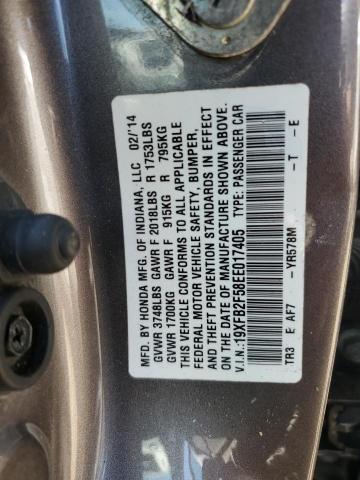 MFD. BY HONDA MFG. OF INDIANA, LLC 02/'14
GVWR 3748LBS GAWR F 2018LBS R 1753LBS
GVWR 1700KG GAWR F 915KG R 795KG
THIS VEHICLE CONFORMS TO ALL APPLICABLE
FEDERAL MOTOR VEHICLE SAFETY, BUMPER,
AND THEFT PREVENTION STANDARDS IN EFFECT
ON THE DATE OF MANUFACTURE SHOWN ABOVE.
V.I.N.:19XFB2F58EE017405 TYPE: PASSENGER CAR
TR3 E AF7 -YR578M -T -E